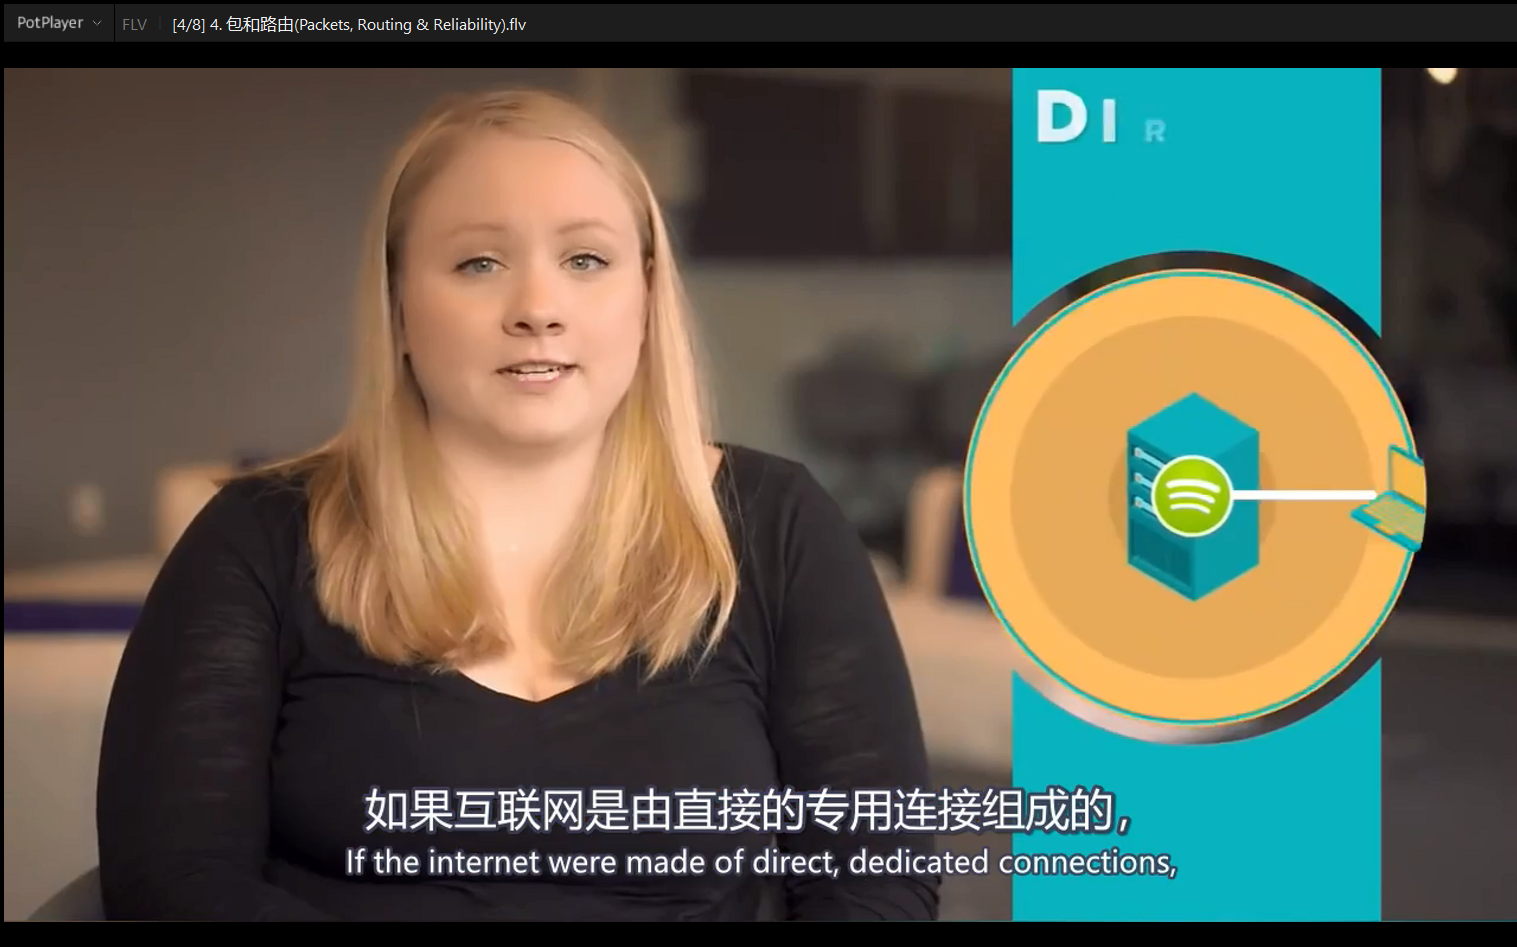 PotPlayer
FLV
[4/8] 4. 包和路由(Packets, Routing & Reliability).flv
DIR
如果互联网是由直接的专用连接组成的，
If the internet were made of direct, dedicated connections,